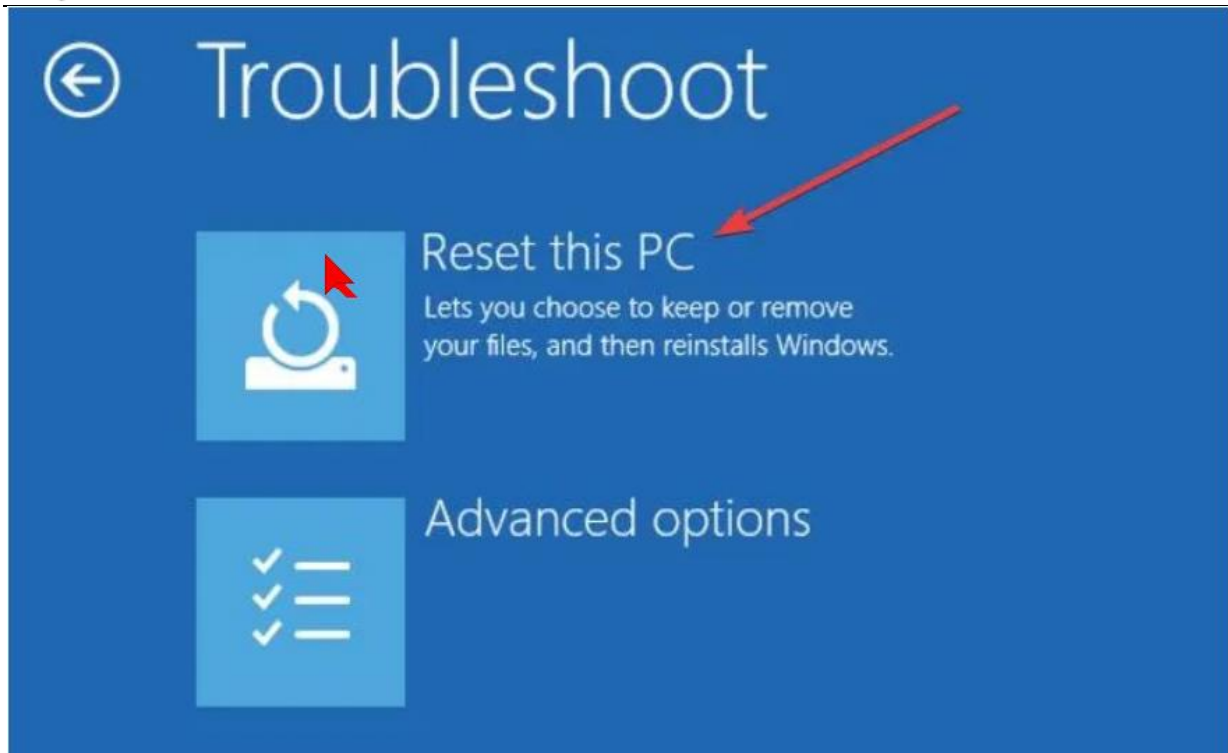 Troubleshoot
Reset this PC
Lets you choose to keep or remove
your files, and then reinstalls Windows.
Advanced options